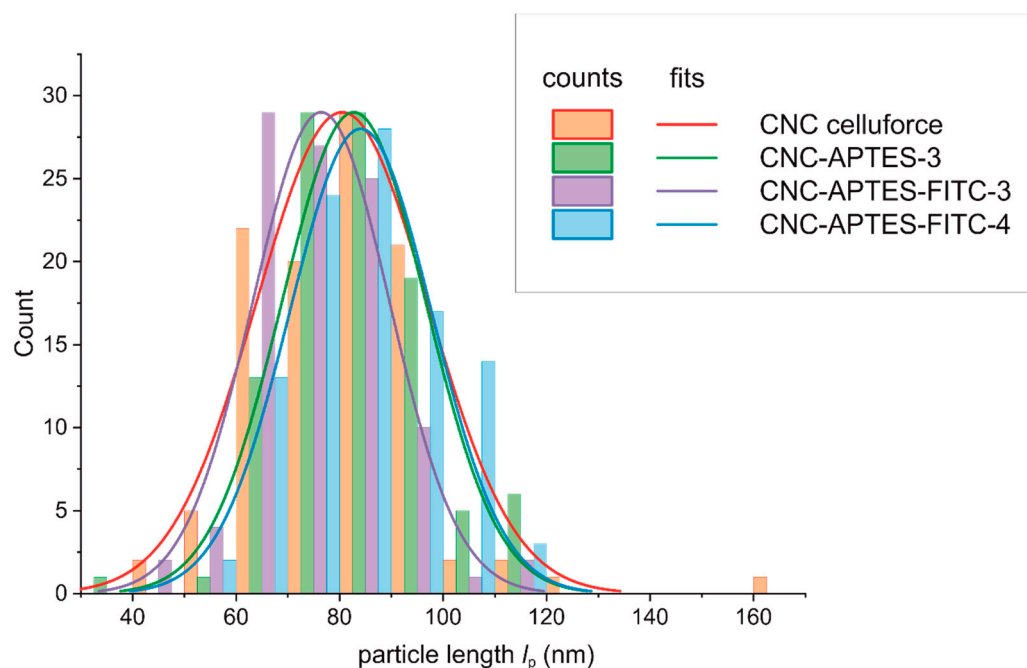 counts fits
CNC celluforce
CNC-APTES-3
CNC-APTES-FITC-3
CNC-APTES-FITC-4
30
25
20
15
10
5
0
Count
40 60 80 100 120 140 160
particle length lp (nm)